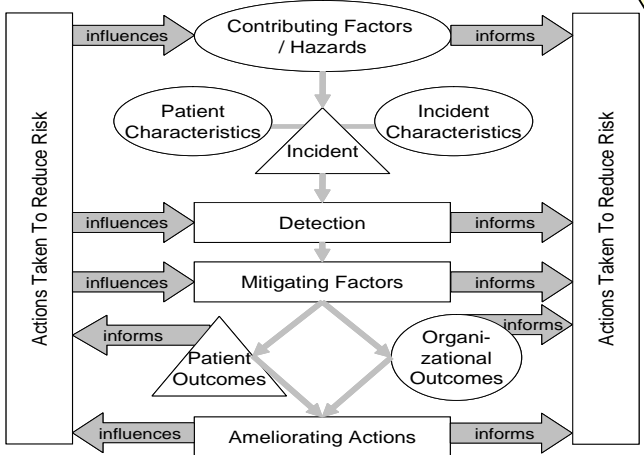 influences
Contributing Factors
/ Hazards
informs
Patient
Characteristics
Incident
Characteristics
Incident
influences
Detection
informs
influences
Mitigating Factors
informs
informs
Patient
Outcomes
Organi-
zational
Outcomes
informs
influences
Ameliorating Actions
informs
Actions Taken To Reduce Risk
Actions Taken To Reduce Risk